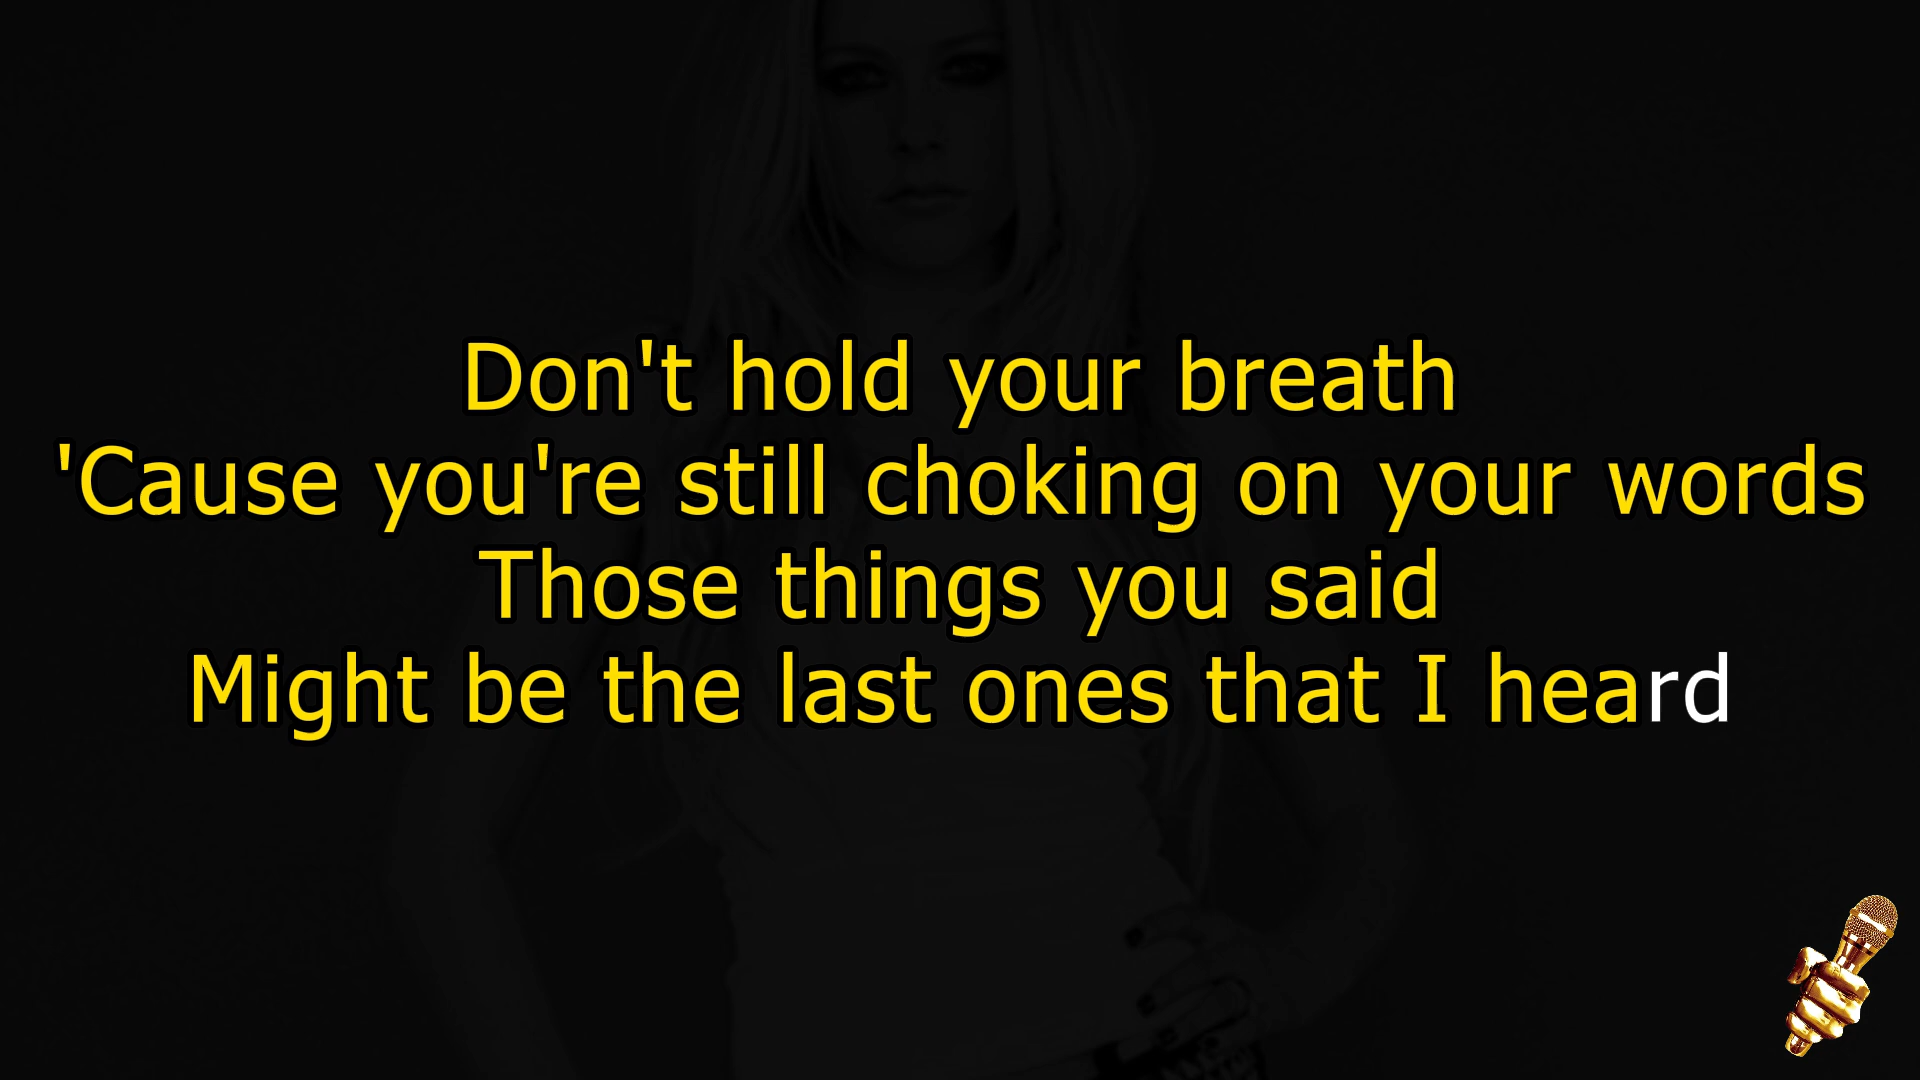 Don't hold your breath
'Cause you're still choking on your words
Those things you said
Might be the last ones that I heard